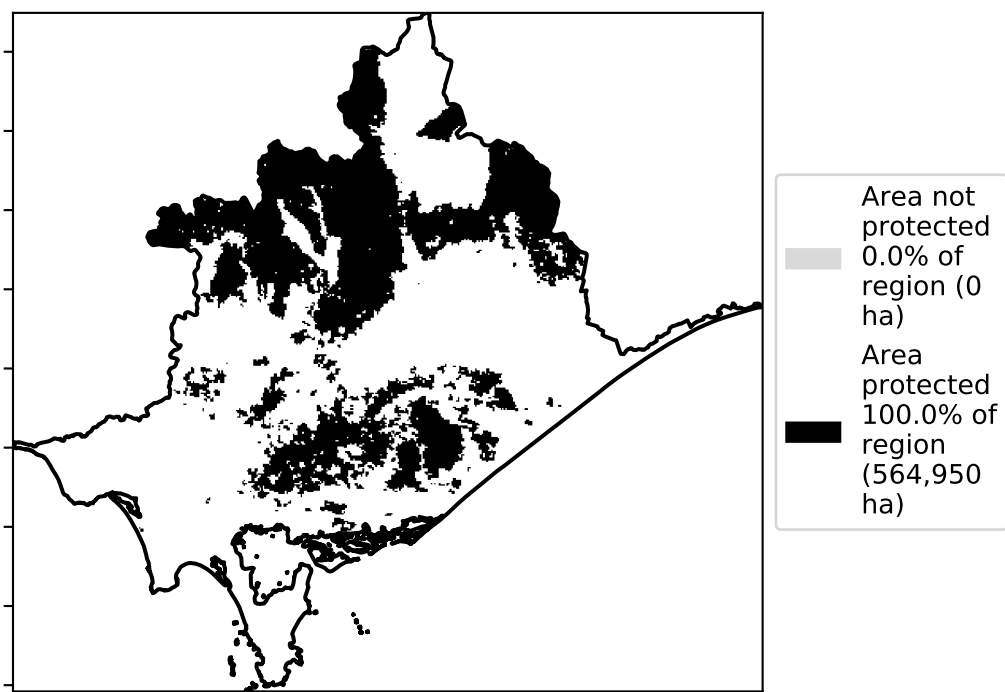 Area not
protected
0.0% of
region (0
ha)
Area
protected
100.0% of
region
(564,950
ha)